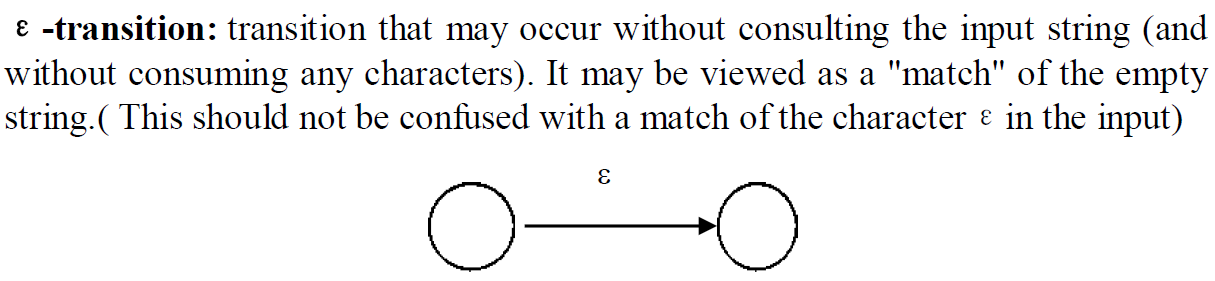 ε -transition: transition that may occur without consulting the input string (and
without consuming any characters). It may be viewed as a "match" of the empty
string.( This should not be confused with a match of the character ε in the input)
ε